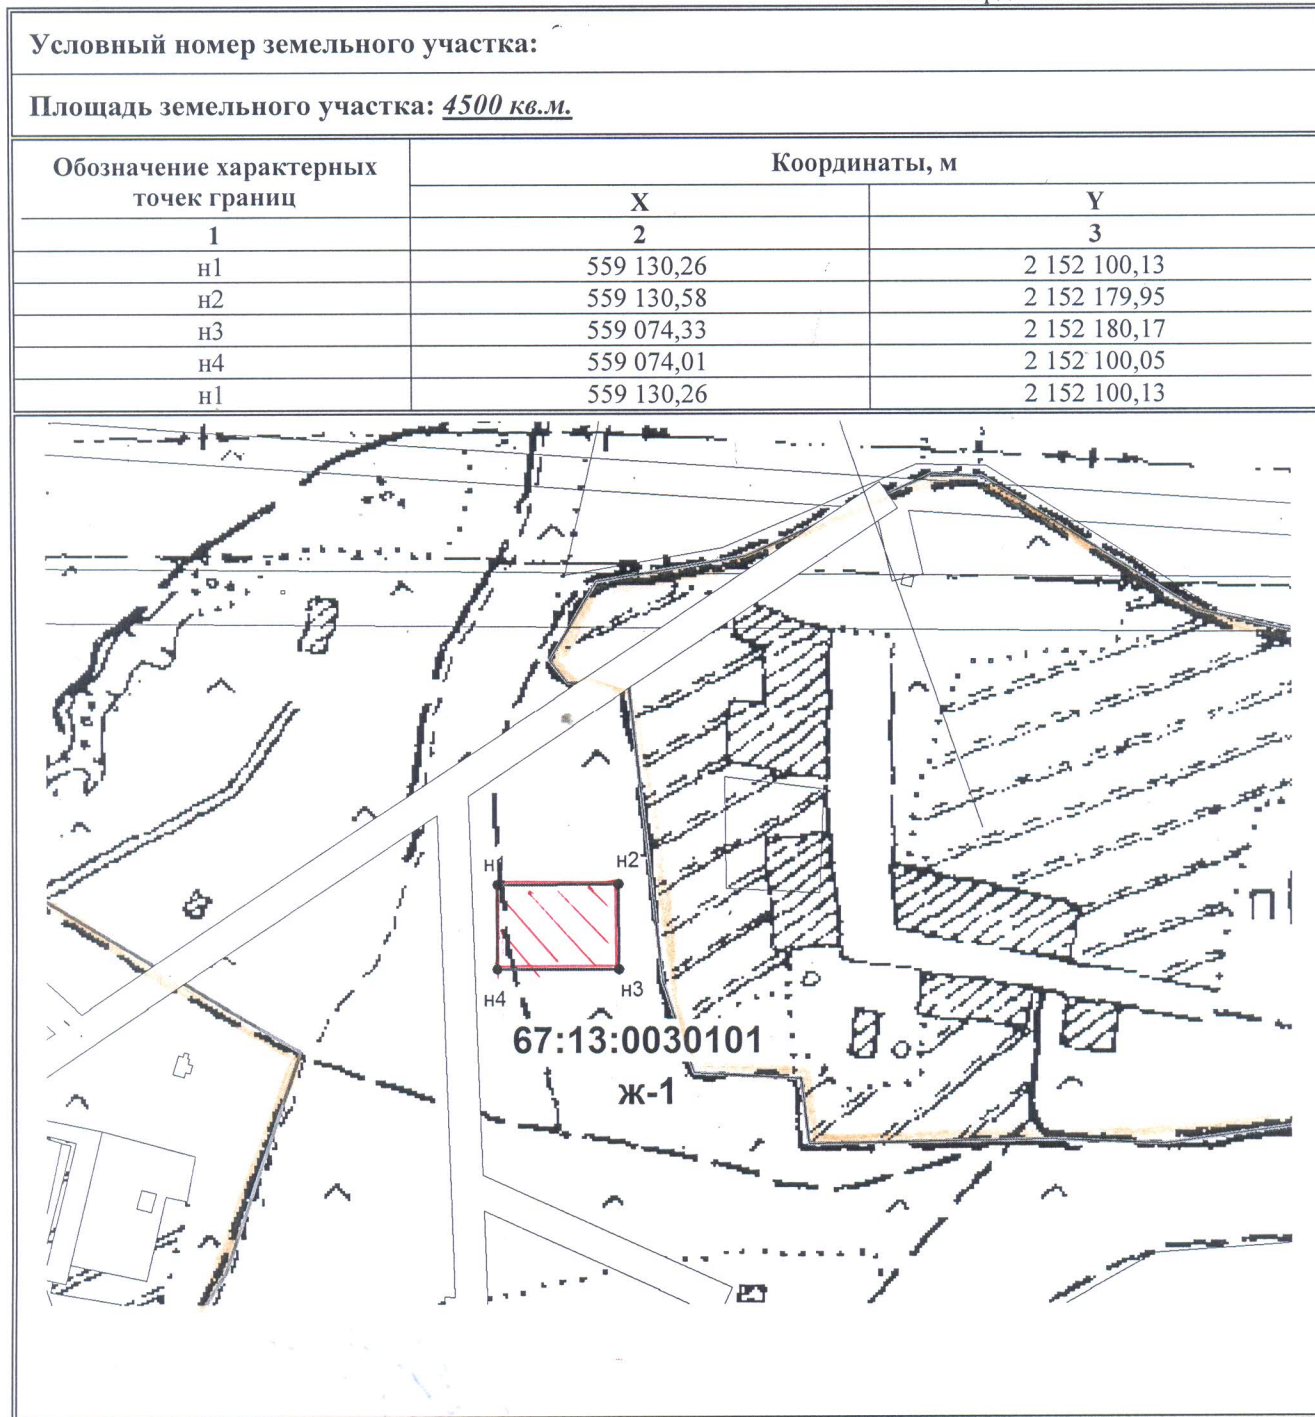 Условный номер земельного участка:
Площадь земельного участка: 4500 кв.м.
Обозначение характерных точек границ
Координаты, м
X
Y
1
2
3
н1
559 130,26
2 152 100,13
н2
559 130,58
2 152 179,95
н3
559 074,33
2 152 180,17
н4
559 074,01
2 152 100,05
н1
559 130,26
2 152 100,13
н2
н4
н3
67:13:0030101
ж-1